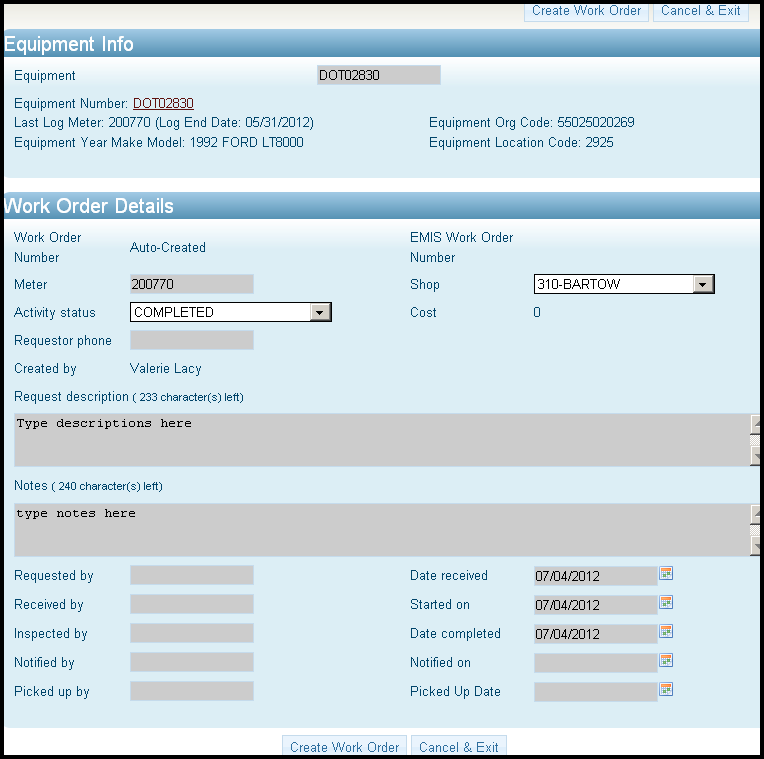 Create Work Order Cancel & Exit
Equipment Info
Equipment DOT02830
Equipment Number: DOT02830
Last Log Meter: 200770 (Log End Date: 05/31/2012) Equipment Org Code: 55025020269
Equipment Year Make Model: 1992 FORD LT8000 Equipment Location Code: 2925
Work Order Details
Work Order Number Auto-Created EMIS Work Order Number
Meter 200770 Shop 310-BARTOW
Activity status COMPLETED Cost 0
Requestor phone
Created by Valerie Lacy
Request description ( 233 character(s) left)
Type descriptions here
Notes ( 240 character(s) left)
type notes here
Requested by Date received 07/04/2012
Received by Started on 07/04/2012
Inspected by Date completed 07/04/2012
Notified by Notified on
Picked up by Picked Up Date
Create Work Order Cancel & Exit